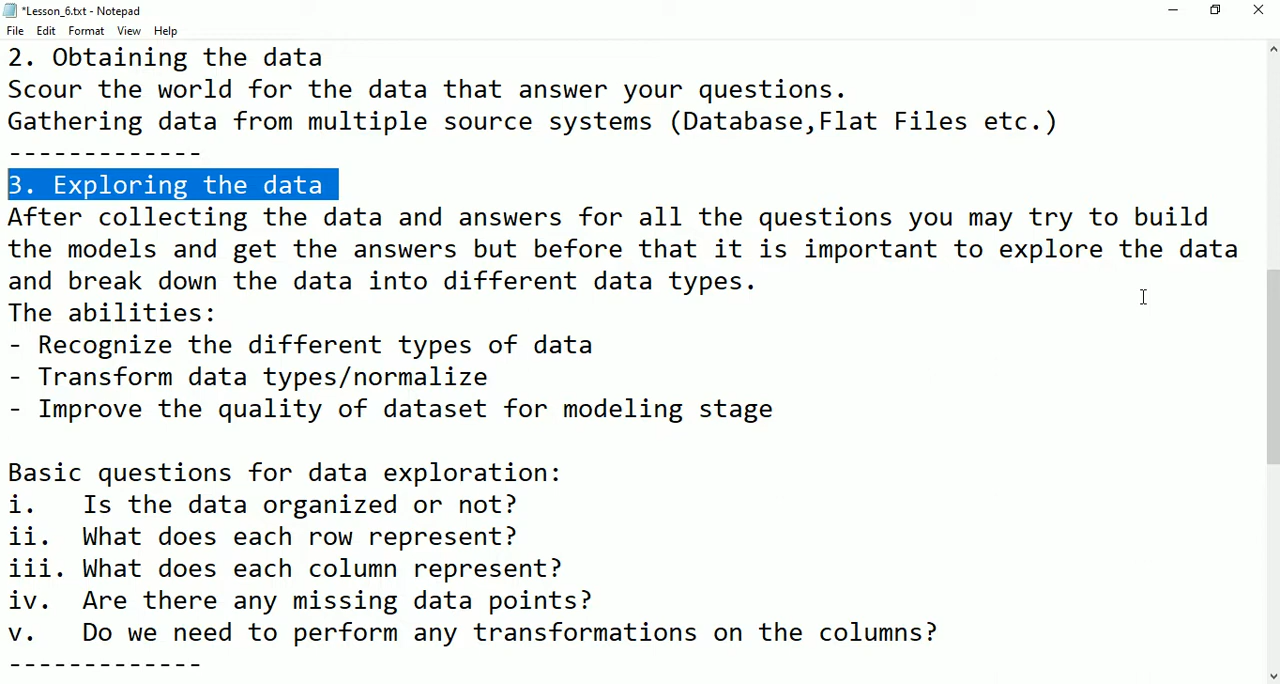 *Lesson_6.txt - Notepad
File Edit Format View Help
2. Obtaining the data
Scour the world for the data that answer your questions.
Gathering data from multiple source systems (Database,Flat Files etc.)
-------------
3. Exploring the data
After collecting the data and answers for all the questions you may try to build
the models and get the answers but before that it is important to explore the data
and break down the data into different data types.
The abilities:
- Recognize the different types of data
- Transform data types/normalize
- Improve the quality of dataset for modeling stage
Basic questions for data exploration:
i. Is the data organized or not?
ii. What does each row represent?
iii. What does each column represent?
iv. Are there any missing data points?
v. Do we need to perform any transformations on the columns?
-------------